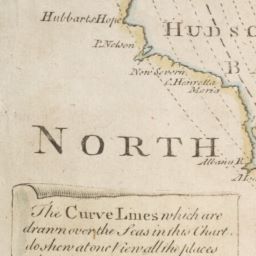 Hubbarts Hope
HUDSO
P. Nelson
B
New Severn
C. Henretta
Maria
NORTH
Albany R.
The Curve Lines which are
drawn over the Seas in this Chart
do shew at one View all the places